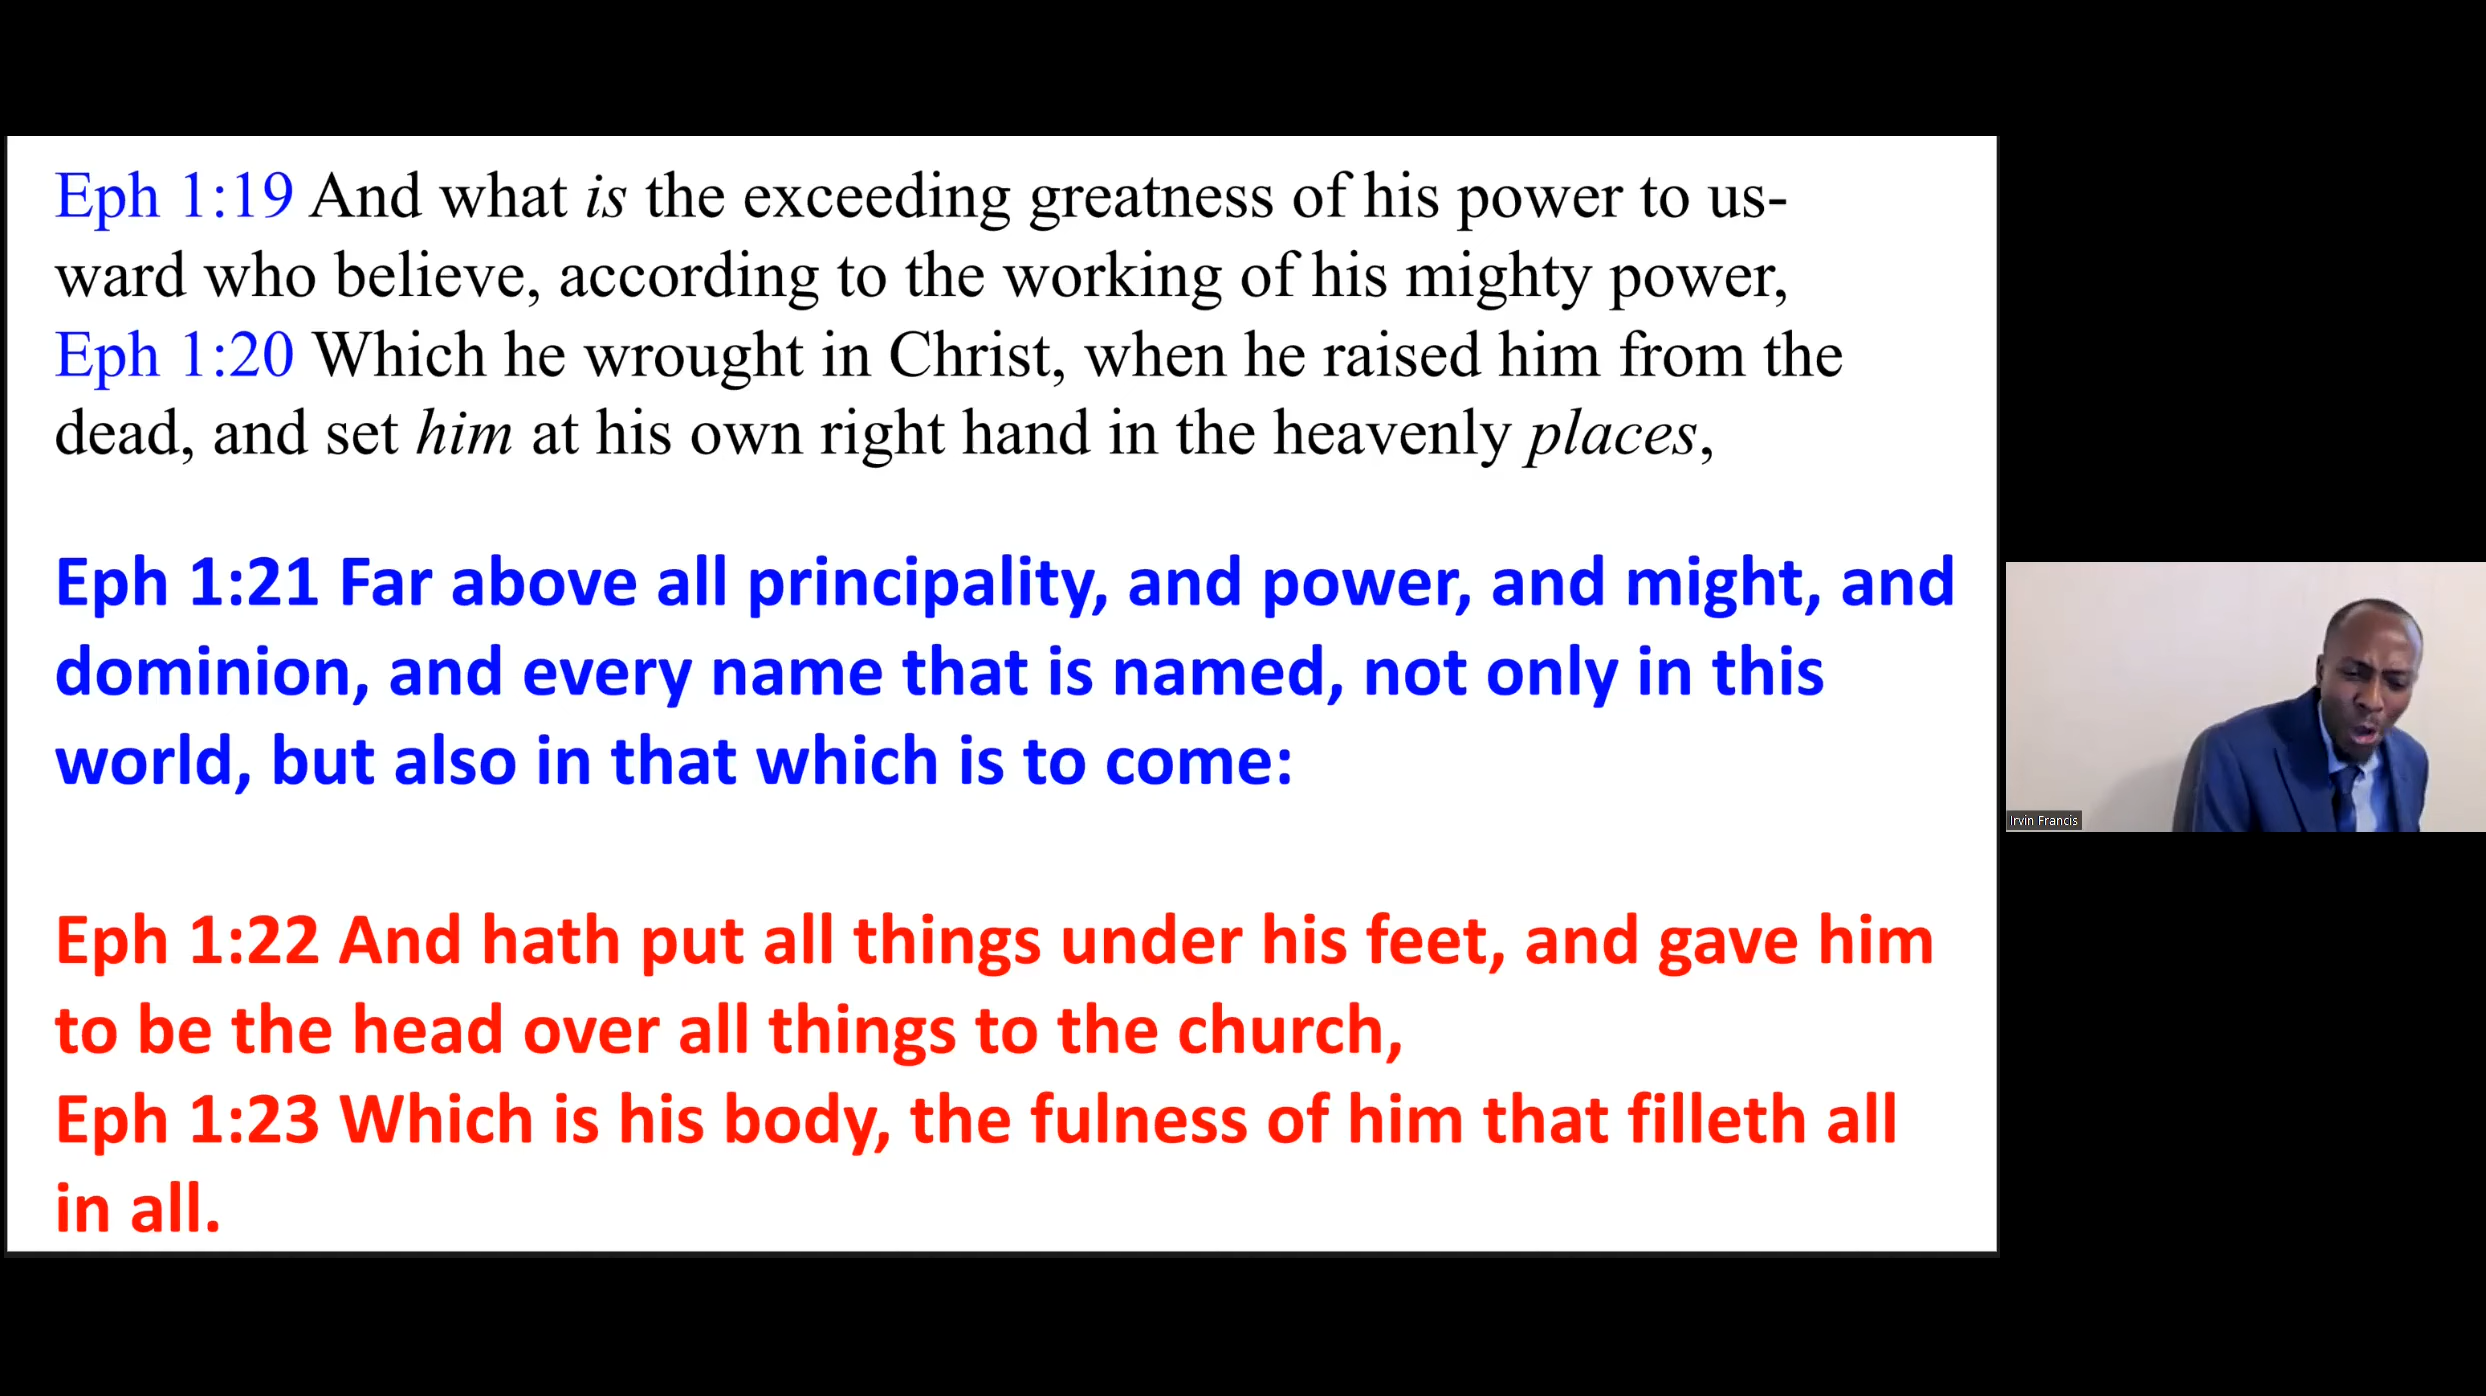 Eph 1:19 And what is the exceeding greatness of his power to us-
ward who believe, according to the working of his mighty power,
Eph 1:20 Which he wrought in Christ, when he raised him from the
dead, and set him at his own right hand in the heavenly places,
Eph 1:21 Far above all principality, and power, and might, and
dominion, and every name that is named, not only in this
world, but also in that which is to come:
Eph 1:22 And hath put all things under his feet, and gave him
to be the head over all things to the church,
Eph 1:23 Which is his body, the fulness of him that filleth all
in all.
Irvin Francis